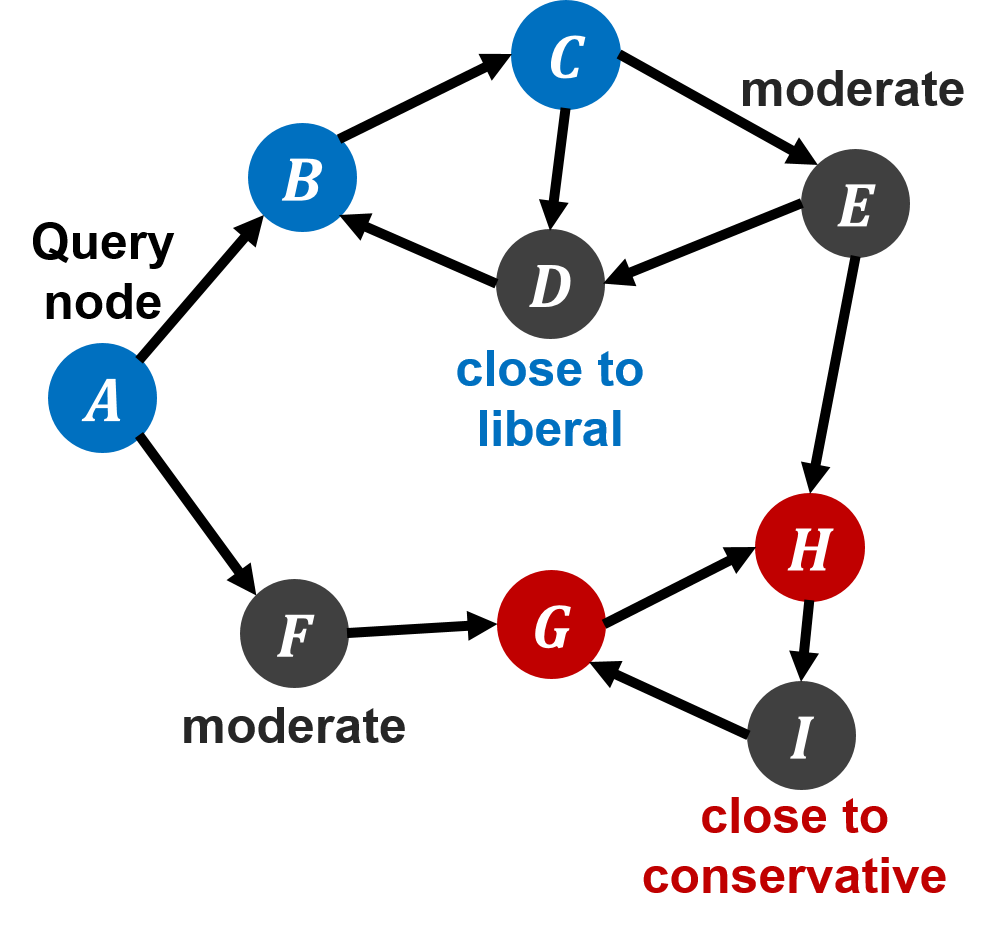 C
moderate
B
E
Query
node
D
close to
liberal
A
H
G
F
moderate
I
close to
conservative